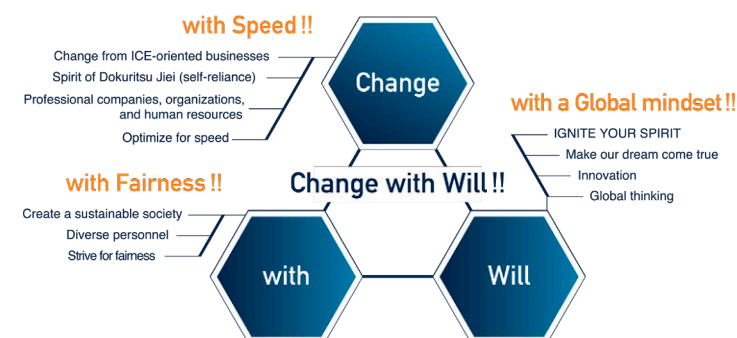 with Speed!!
Change from ICE-oriented businesses
Spirit of Dokuritsu Jiei (self-reliance)
Professional companies, organizations,
and human resources
Optimize for speed
Change
with a Global mindset!!
IGNITE YOUR SPIRIT
Make our dream come true
Innovation
Global thinking
Change with Will!!
with Fairness!!
Create a sustainable society
Diverse personnel
Strive for fairness
with
Will